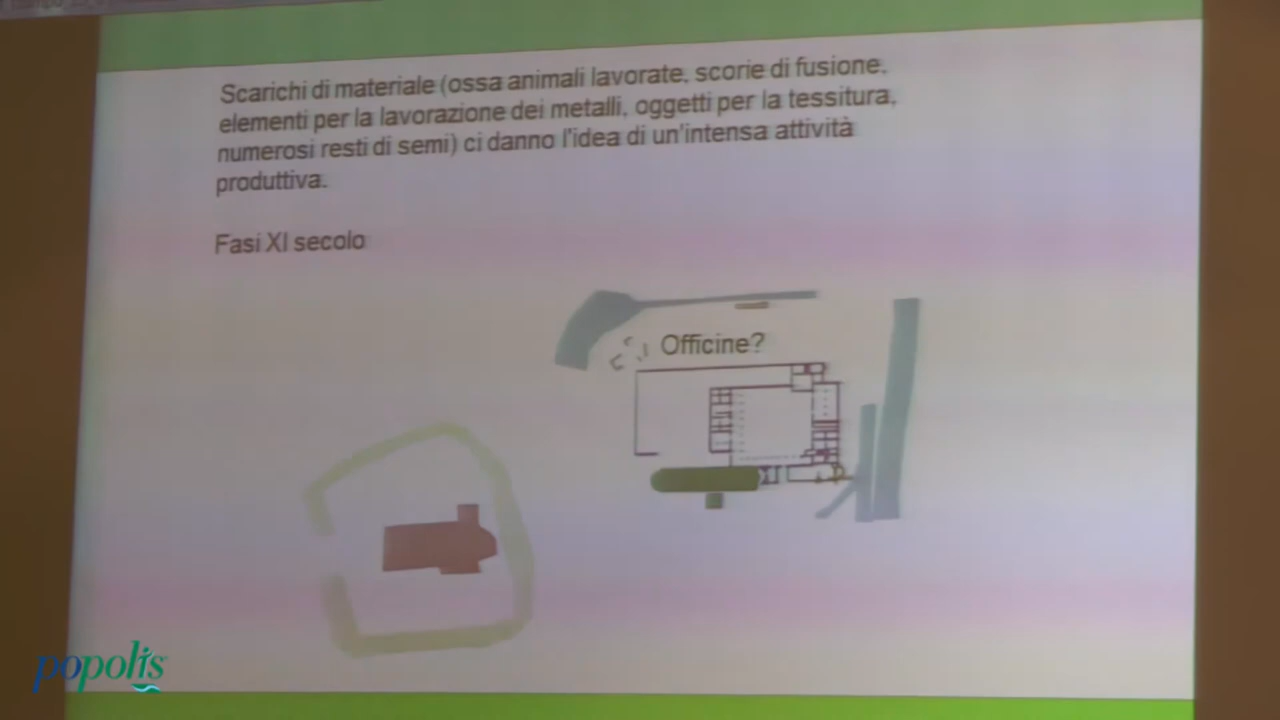 Scarichi di materiale (ossa animali lavorate, scorie di fusione,
elementi per la lavorazione dei metalli, oggetti per la tessitura,
numerosi resti di semi) ci danno l'idea di un'intensa attività
produttiva.
Fasi XI secolo
Officine?
popolis